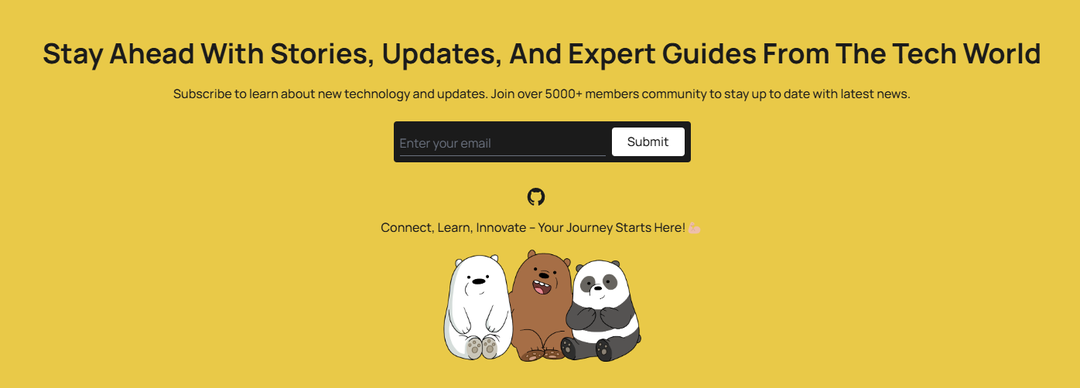 Stay Ahead With Stories, Updates, And Expert Guides From The Tech World
Subscribe to learn about new technology and updates. Join over 5000+ members community to stay up to date with latest news.
Enter your email
Submit
Connect, Learn, Innovate – Your Journey Starts Here!